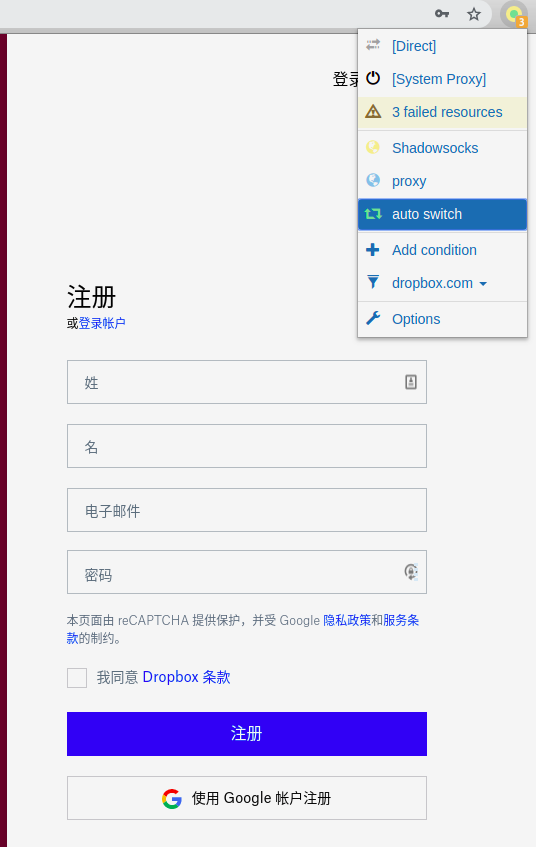 3
[Direct]
登录
[System Proxy]
3 failed resources
Shadowsocks
proxy
auto switch
Add condition
dropbox.com
Options
注册
或登录帐户
姓
名
电子邮件
密码
本页面由 reCAPTCHA 提供保护，并受 Google 隐私政策和服务条
款的制约。
我同意 Dropbox 条款
注册
使用 Google 帐户注册